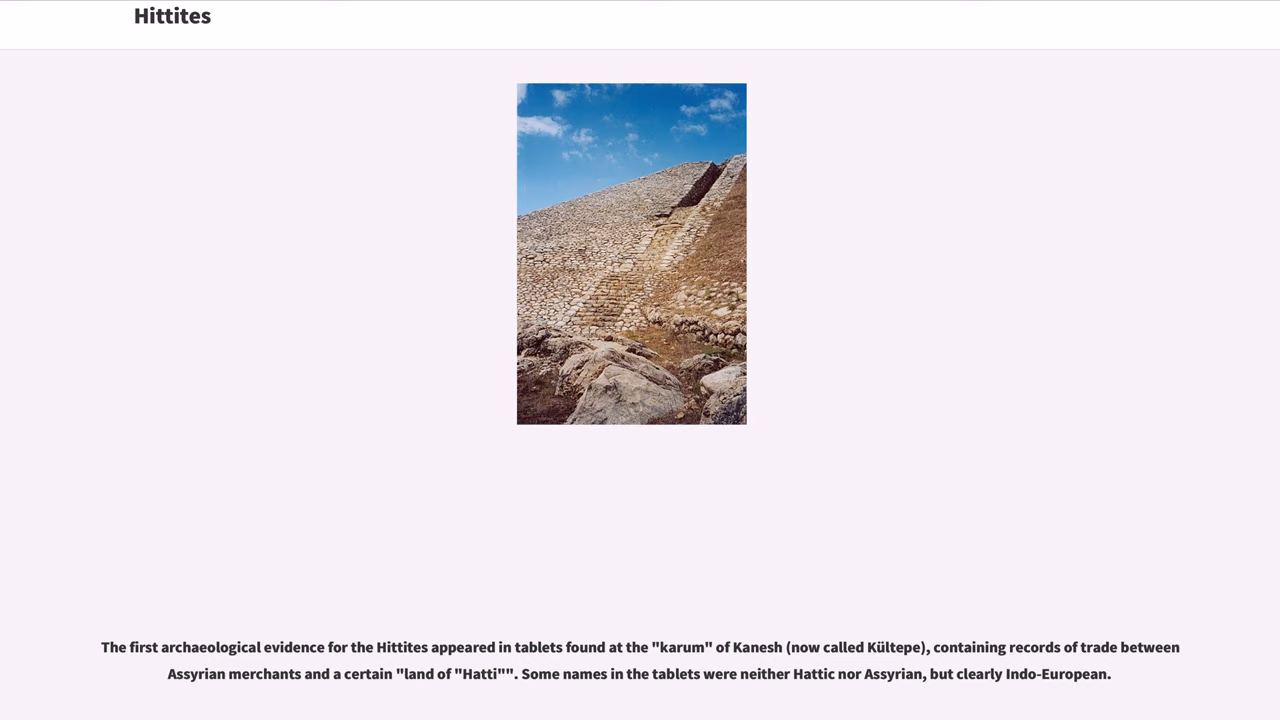 Hittites
The first archaeological evidence for the Hittites appeared in tablets found at the "karum" of Kanesh (now called Kültepe), containing records of trade between
Assyrian merchants and a certain "land of "Hatti"". Some names in the tablets were neither Hattic nor Assyrian, but clearly Indo-European.